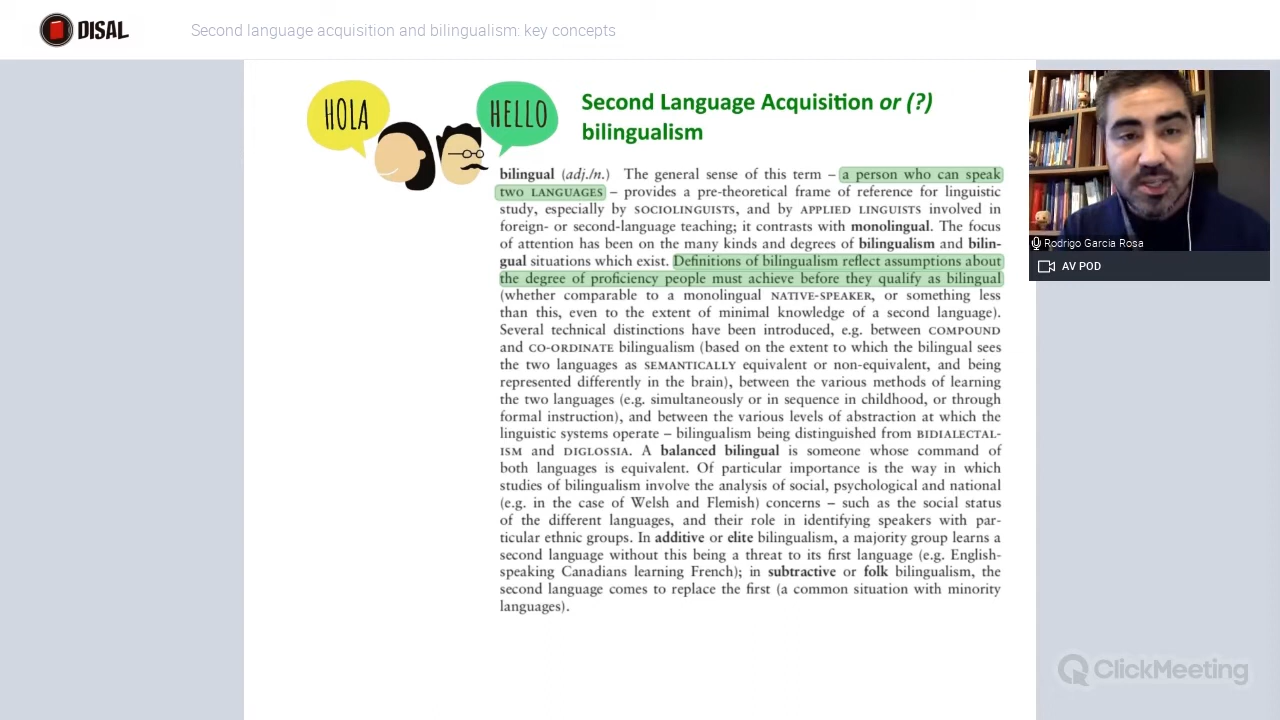 DISAL
Second language acquisition and bilingualism: key concepts
HOLA
HELLO
Second Language Acquisition or (?)
bilingualism
bilingual (adj./n.) The general sense of this term – a person who can speak
TWO LANGUAGES – provides a pre-theoretical frame of reference for linguistic
study, especially by SOCIOLINGUISTS, and by APPLIED LINGUISTS involved in
foreign- or second-language teaching; it contrasts with monolingual. The focus
of attention has been on the many kinds and degrees of bilingualism and bilin-
gual situations which exist. Definitions of bilingualism reflect assumptions about
the degree of proficiency people must achieve before they qualify as bilingual
(whether comparable to a monolingual NATIVE-SPEAKER, or something less
than this, even to the extent of minimal knowledge of a second language).
Several technical distinctions have been introduced, e.g. between COMPOUND
and CO-ORDINATE bilingualism (based on the extent to which the bilingual sees
the two languages as SEMANTICALLY equivalent or non-equivalent, and being
represented differently in the brain), between the various methods of learning
the two languages (e.g. simultaneously or in sequence in childhood, or through
formal instruction), and between the various levels of abstraction at which the
linguistic systems operate – bilingualism being distinguished from BIDIALECTAL-
ISM and DIGLOSSIA. A balanced bilingual is someone whose command of
both languages is equivalent. Of particular importance is the way in which
studies of bilingualism involve the analysis of social, psychological and national
(e.g. in the case of Welsh and Flemish) concerns – such as the social status
of the different languages, and their role in identifying speakers with par-
ticular ethnic groups. In additive or elite bilingualism, a majority group learns a
second language without this being a threat to its first language (e.g. English-
speaking Canadians learning French); in subtractive or folk bilingualism, the
second language comes to replace the first (a common situation with minority
languages).
Rodrigo Garcia Rosa
AV POD
ClickMeeting